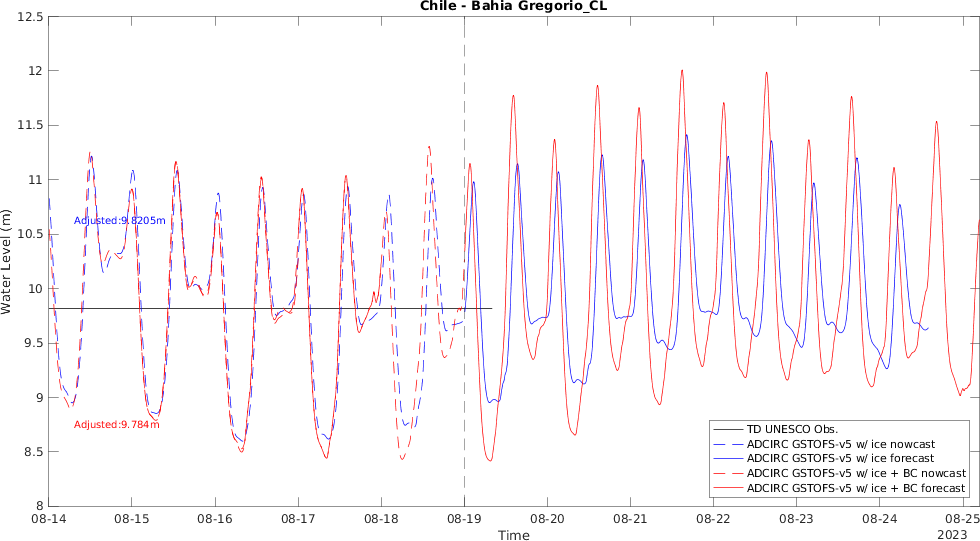 Chile - Bahia Gregorio_CL
12.5
12
11.5
11
10.5
10
9.5
9
8.5
8
Water Level (m)
Adjusted:9.8205m
Adjusted:9.784m
TD UNESCO Obs.
ADCIRC GSTOFS-v5 w/ ice nowcast
ADCIRC GSTOFS-v5 w/ ice forecast
ADCIRC GSTOFS-v5 w/ ice + BC nowcast
ADCIRC GSTOFS-v5 w/ ice + BC forecast
08-14 08-15 08-16 08-17 08-18 08-19 08-20 08-21 08-22 08-23 08-24 08-25
Time
2023